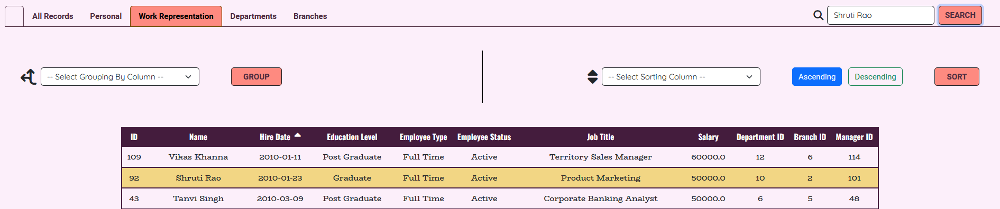 All Records Personal Work Representation Departments Branches Shruti Rao SEARCH
-- Select Grouping By Column -- GROUP -- Select Sorting Column -- Ascending Descending SORT
ID Name Hire Date Education Level Employee Type Employee Status Job Title Salary Department ID Branch ID Manager ID
109 Vikas Khanna 2010-01-11 Post Graduate Full Time Active Territory Sales Manager 60000.0 12 6 114
92 Shruti Rao 2010-01-23 Graduate Full Time Active Product Marketing 50000.0 10 2 101
43 Tanvi Singh 2010-03-09 Post Graduate Full Time Active Corporate Banking Analyst 50000.0 6 5 48